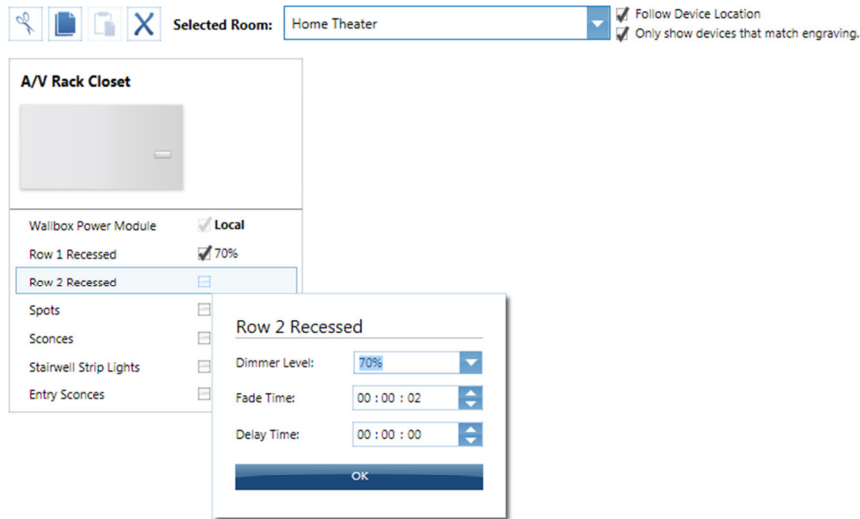 Selected Room: Home Theater
Follow Device Location
Only show devices that match engraving.
A/V Rack Closet
Wallbox Power Module Local
Row 1 Recessed 70%
Row 2 Recessed
Spots
Sconces
Stairwell Strip Lights
Entry Sconces
Row 2 Recessed
Dimmer Level: 70%
Fade Time: 00 : 00 : 02
Delay Time: 00 : 00 : 00
OK